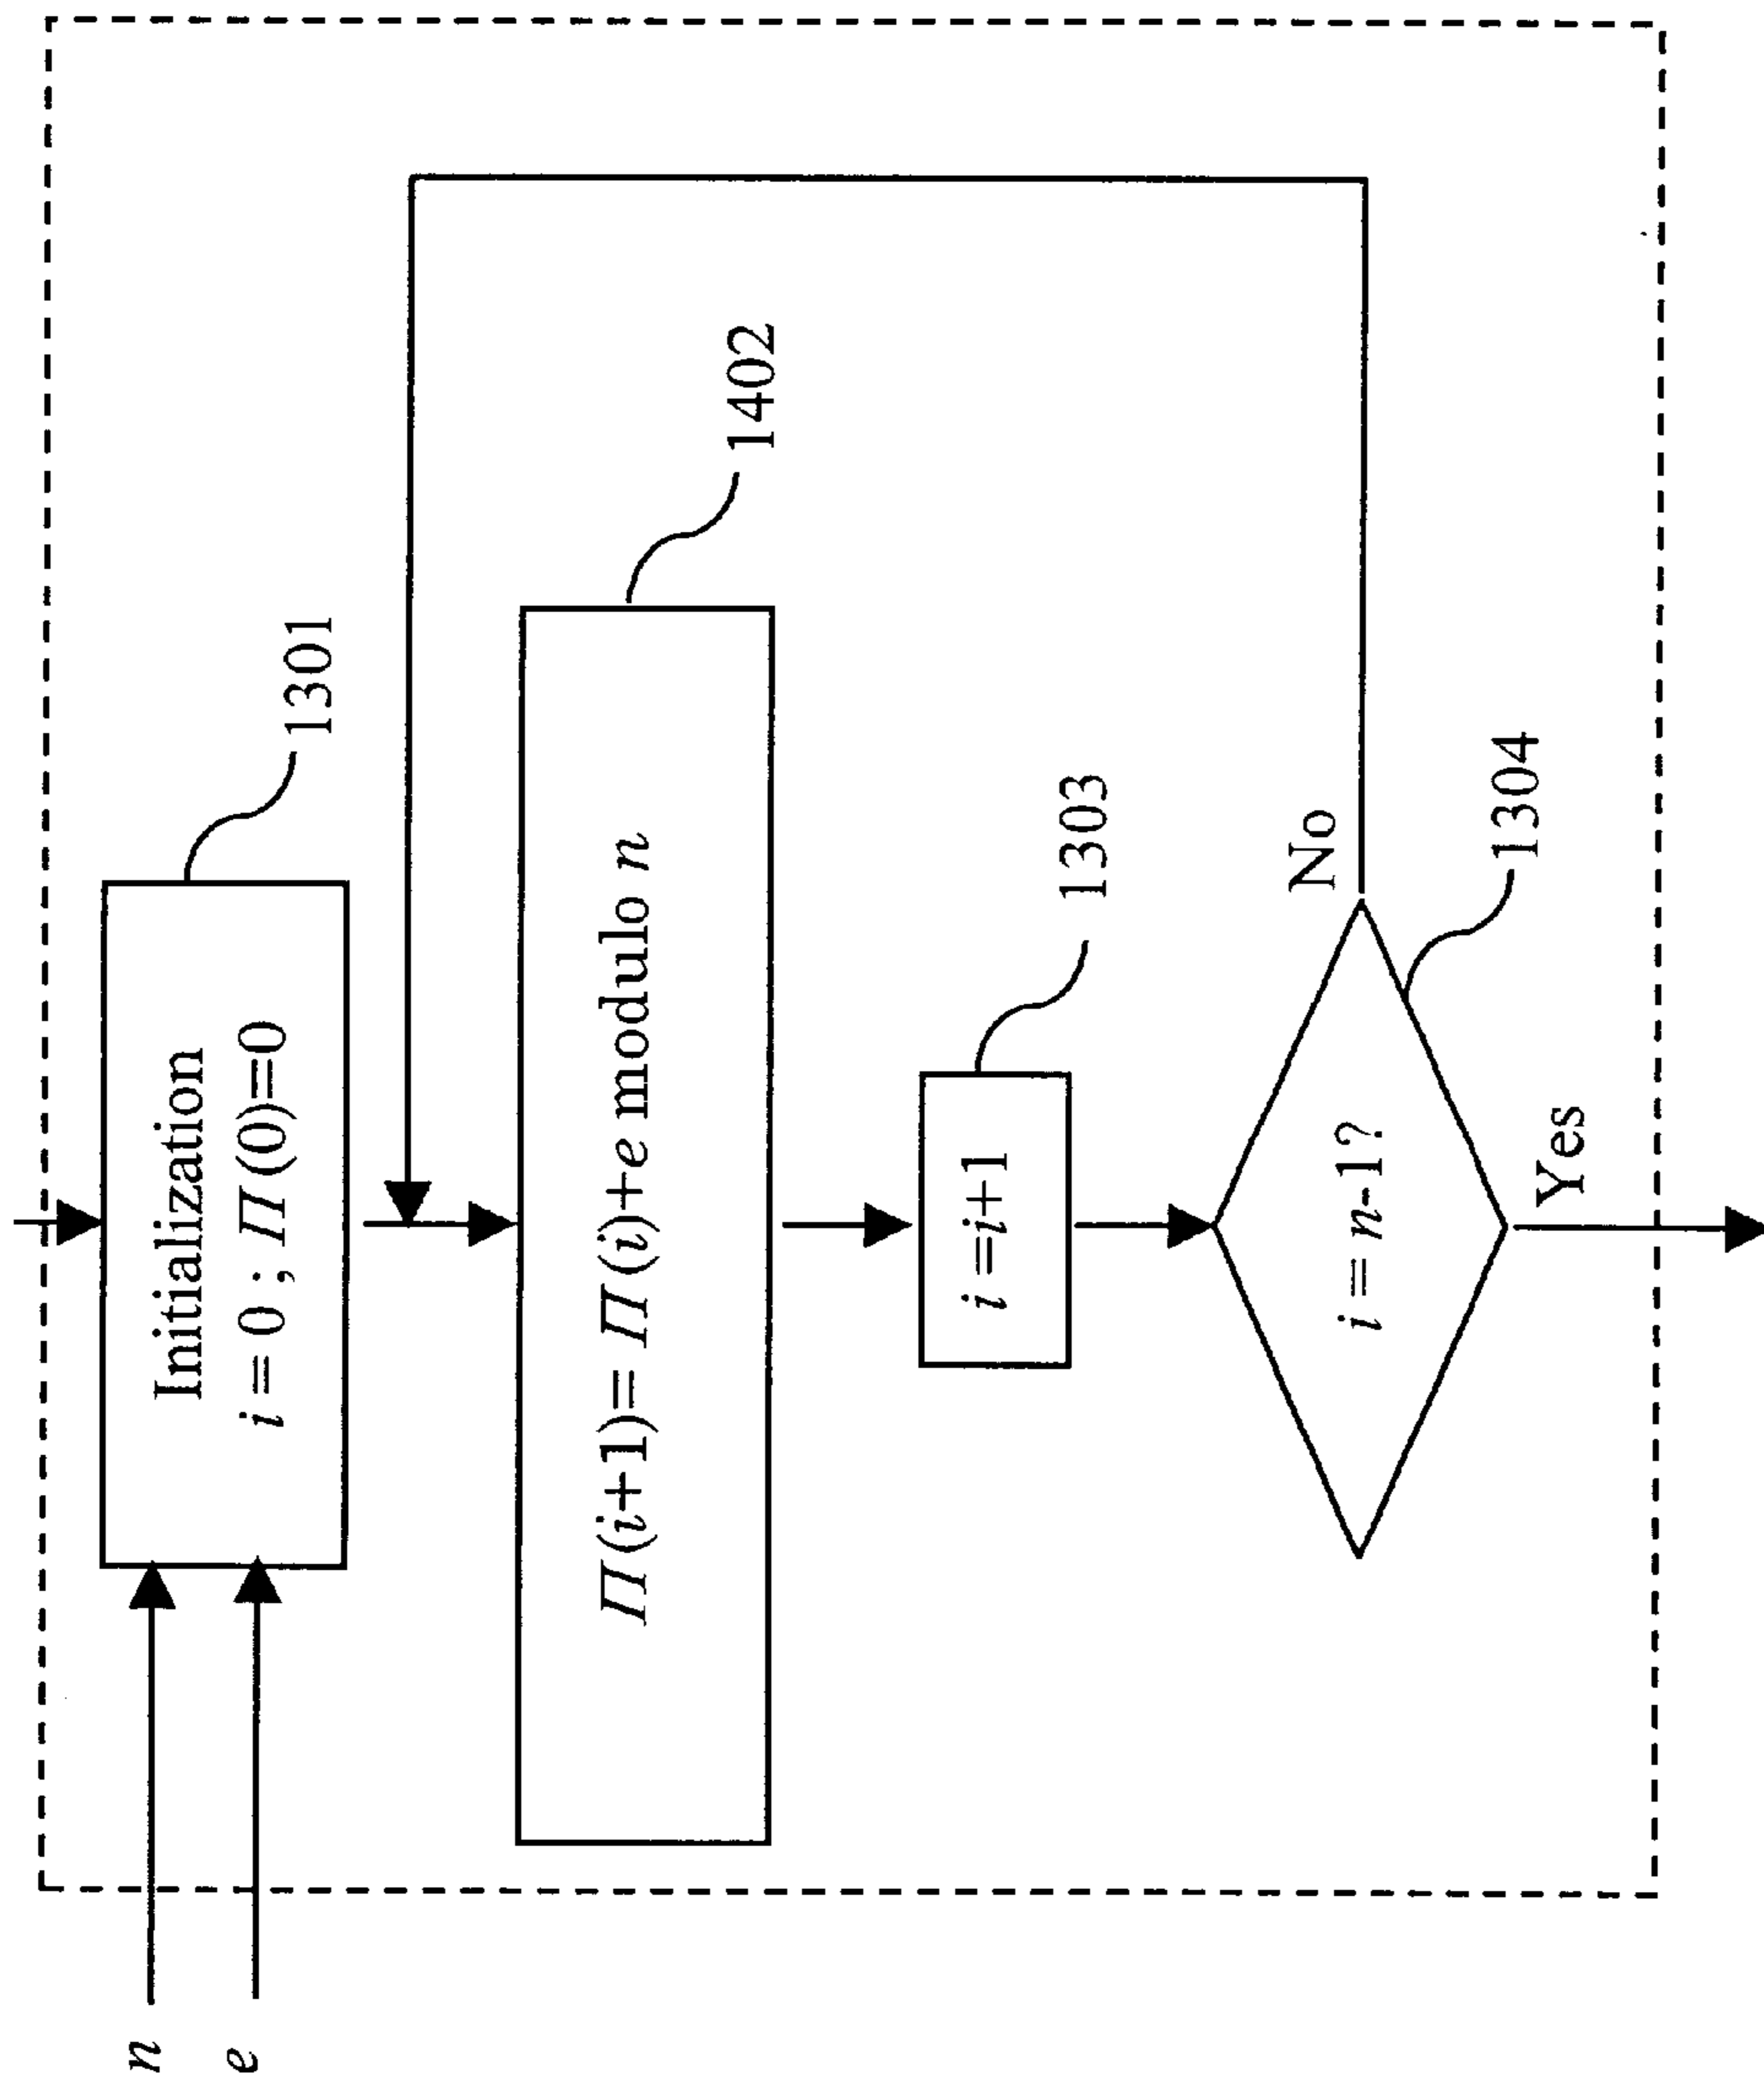 n
e
Initialization
i = 0 ; Π(0)=0
1301
Π(i+1)= Π(i)+e modulo n
1402
i =i+1
1303
i = n-1?
No
1304
Yes